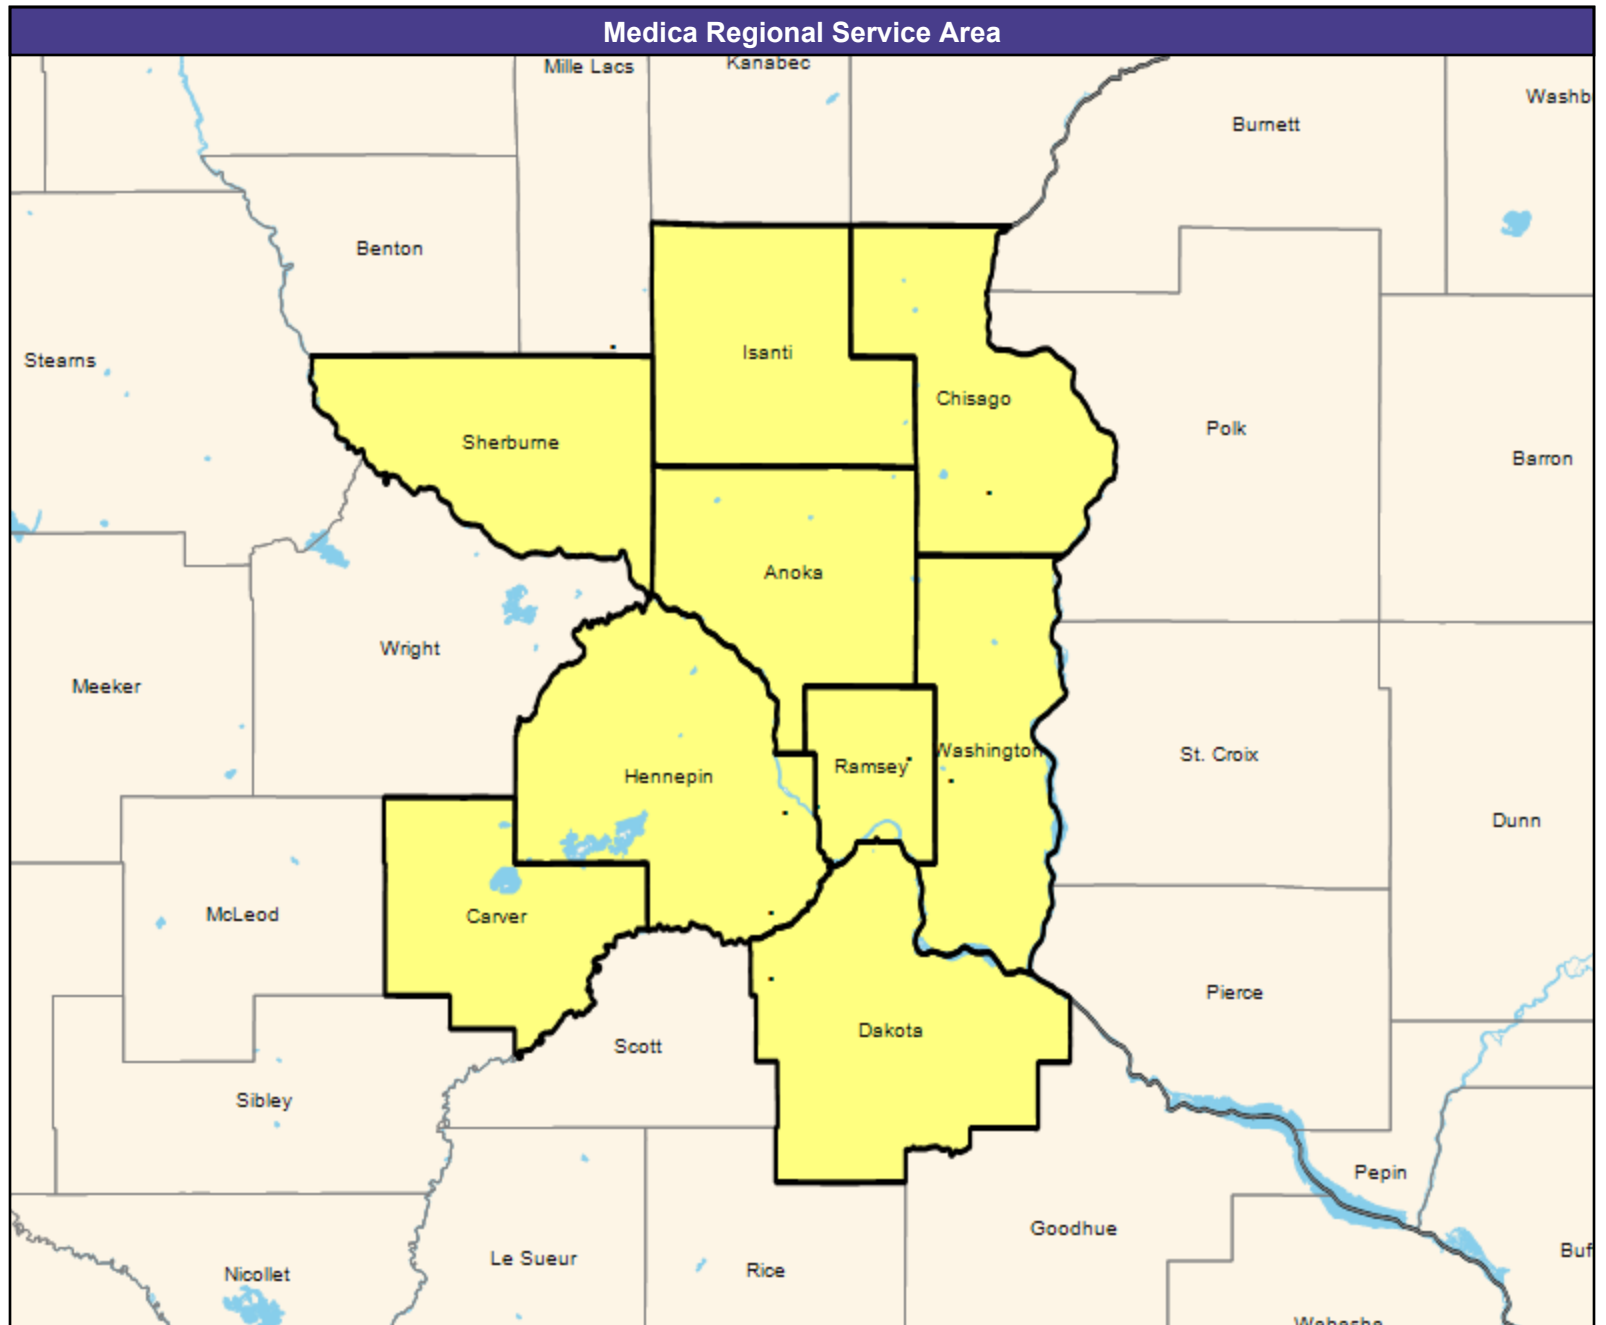 Medica Regional Service Area
Mille Lacs
Kanabec
Washb
Burnett
Benton
Isanti
Stearns
Chisago
Polk
Sherburne
Barron
Anoka
Wright
Meeker
Washington
St. Croix
Ramsey
Hennepin
Dunn
McLeod
Carver
Pierce
Dakota
Scott
Sibley
Pepin
Goodhue
Buf
Le Sueur
Rice
Nicollet